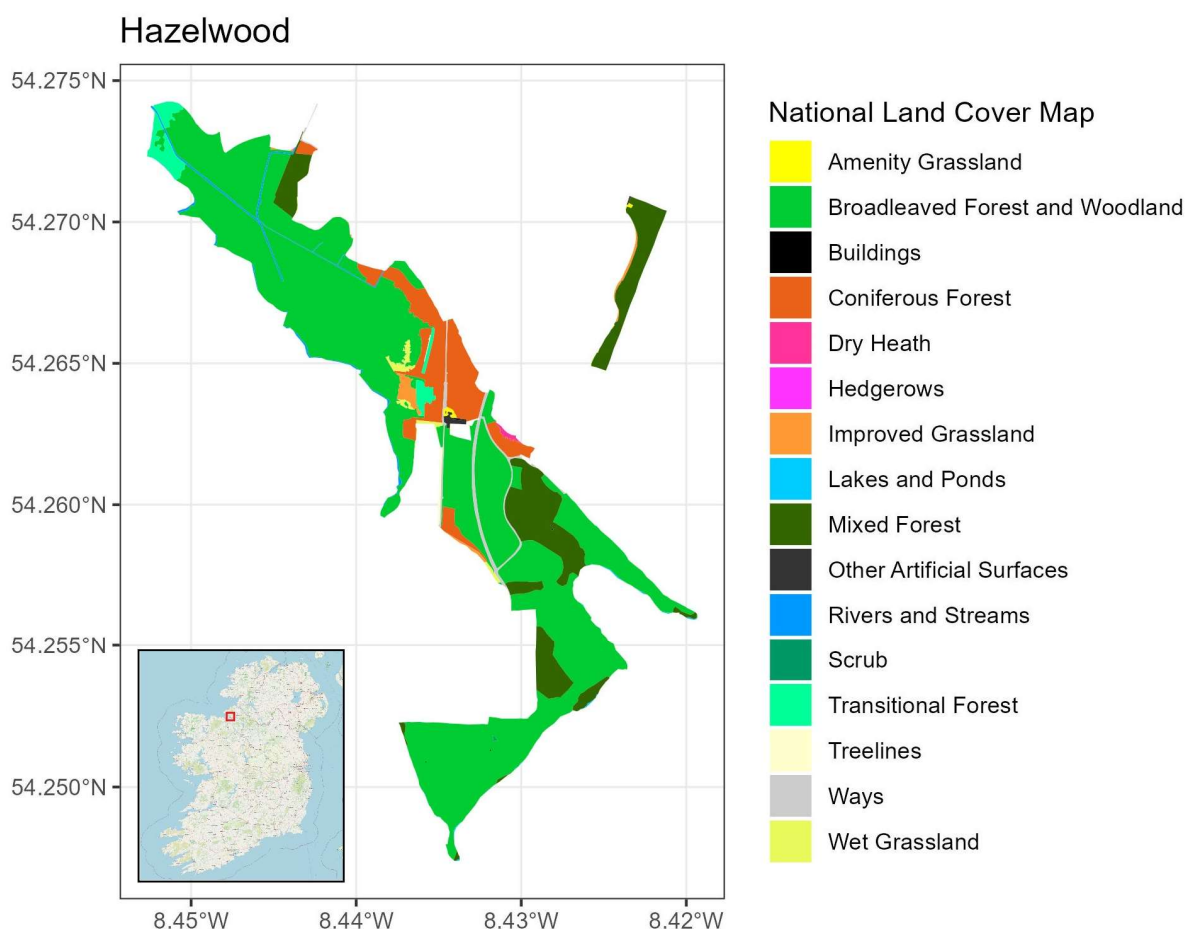 Hazelwood
54.275°N
54.270°N
54.265°N
54.260°N
54.255°N
54.250°N
8.45°W
8.44°W
8.43°W
8.42°W
National Land Cover Map
Amenity Grassland
Broadleaved Forest and Woodland
Buildings
Coniferous Forest
Dry Heath
Hedgerows
Improved Grassland
Lakes and Ponds
Mixed Forest
Other Artificial Surfaces
Rivers and Streams
Scrub
Transitional Forest
Treelines
Ways
Wet Grassland